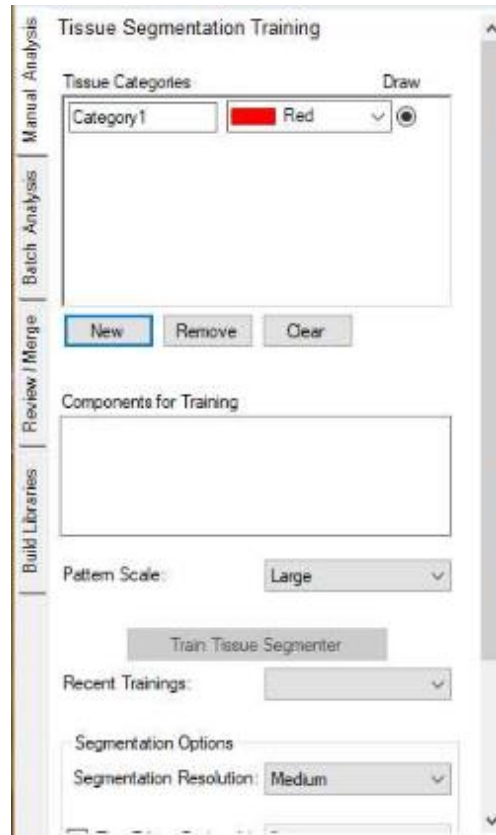 Manual Analysis
Batch Analysis
Review / Merge
Build Libraries
Tissue Segmentation Training
Tissue Categories Draw
Category1 Red
New Remove Clear
Components for Training
Pattern Scale: Large
Train Tissue Segmenter
Recent Trainings:
Segmentation Options
Segmentation Resolution: Medium